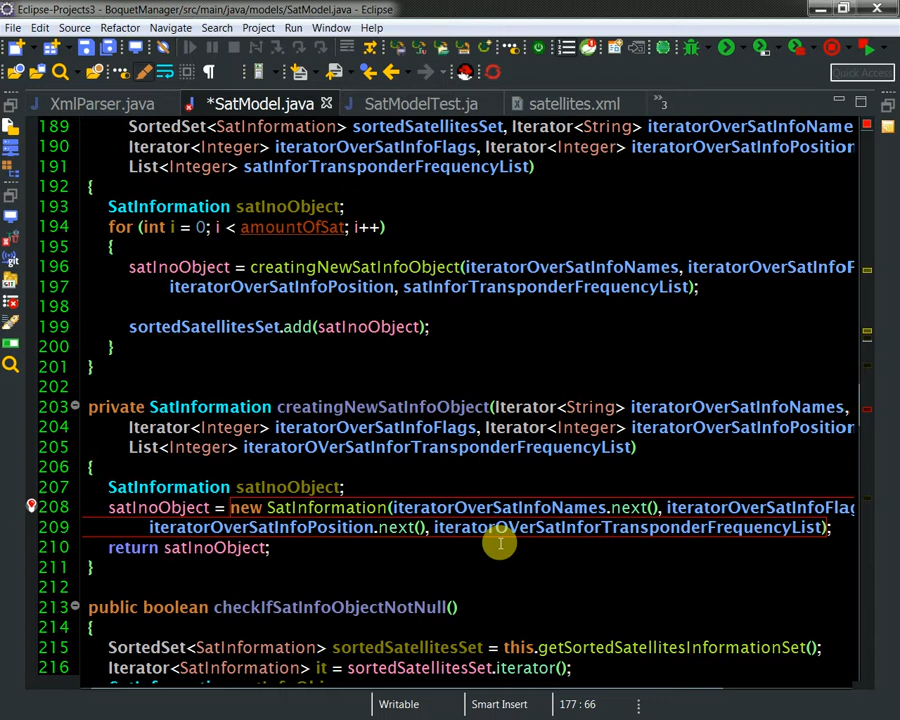 Eclipse-Projects3 - BoquetManager/src/main/java/models/SatModel.java - Eclipse
File Edit Source Refactor Navigate Search Project Run Window Help
Quick Access
XmlParser.java *SatModel.java SatModelTest.ja satellites.xml »3
189 SortedSet<SatInformation> sortedSatellitesSet, Iterator<String> iteratorOverSatInfoName
190 Iterator<Integer> iteratorOverSatInfoFlags, Iterator<Integer> iteratorOverSatInfoPosition
191 List<Integer> satInforTransponderFrequencyList)
192 {
193 SatInformation satInoObject;
194 for (int i = 0; i < amountOfSat; i++)
195 {
196 satInoObject = creatingNewSatInfoObject(iteratorOverSatInfoNames, iteratorOverSatInfoF
197 iteratorOverSatInfoPosition, satInforTransponderFrequencyList);
198
199 sortedSatellitesSet.add(satInoObject);
200 }
201 }
202
203 private SatInformation creatingNewSatInfoObject(Iterator<String> iteratorOverSatInfoNames,
204 Iterator<Integer> iteratorOverSatInfoFlags, Iterator<Integer> iteratorOverSatInfoPosition
205 List<Integer> iteratorOVerSatInforTransponderFrequencyList)
206 {
207 SatInformation satInoObject;
208 satInoObject = new SatInformation(iteratorOverSatInfoNames.next(), iteratorOverSatInfoFlag
209 iteratorOverSatInfoPosition.next(), iteratorOVerSatInforTransponderFrequencyList);
210 return satInoObject;
211 }
212
213 public boolean checkIfSatInfoObjectNotNull()
214 {
215 SortedSet<SatInformation> sortedSatellitesSet = this.getSortedSatellitesInformationSet();
216 Iterator<SatInformation> it = sortedSatellitesSet.iterator();
Writable Smart Insert 177 : 66